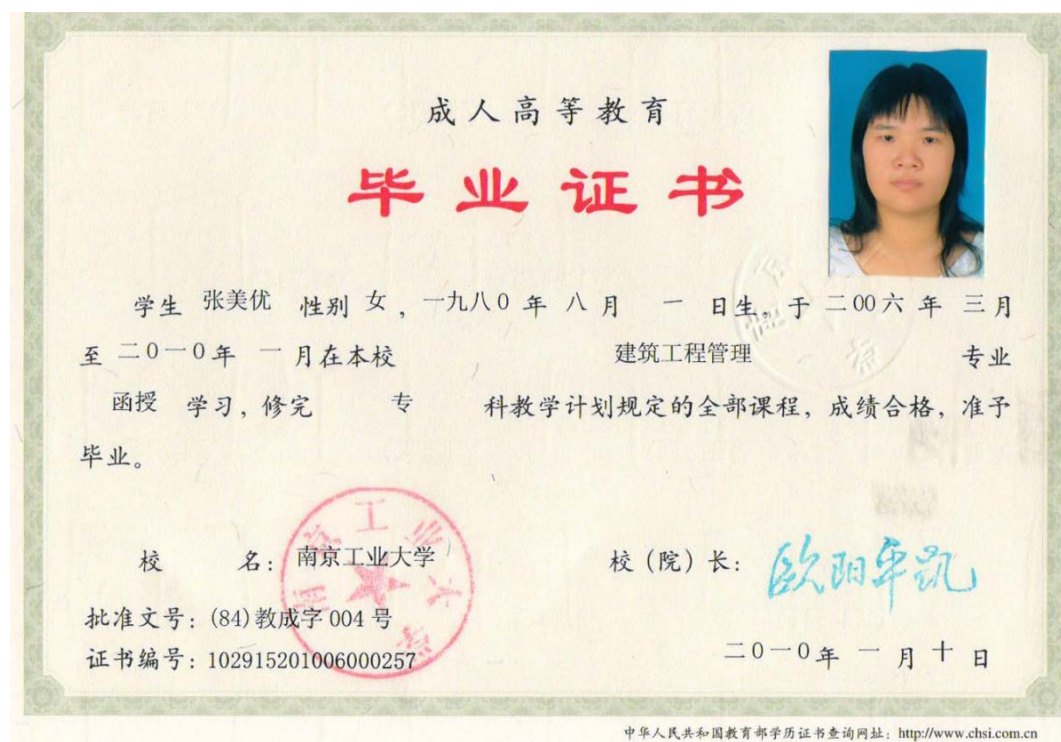 成人高等教育
毕业证书
学生 张美优 性别 女，一九八0 年 八 月 一 日生。于 二00六 年 三月
至 二0一0年 一 月在本校 建筑工程管理 专业
函授 学习，修完 专 科教学计划规定的全部课程，成绩合格，准予
毕业。
校 名：南京工业大学 校（院）长：欧阳平凯
南京工业大学
批准文号：(84)教成字 004 号
证书编号：102915201006000257 二0一0年 一 月 十 日
中华人民共和国教育部学历证书查询网址：http://www.chsi.com.cn